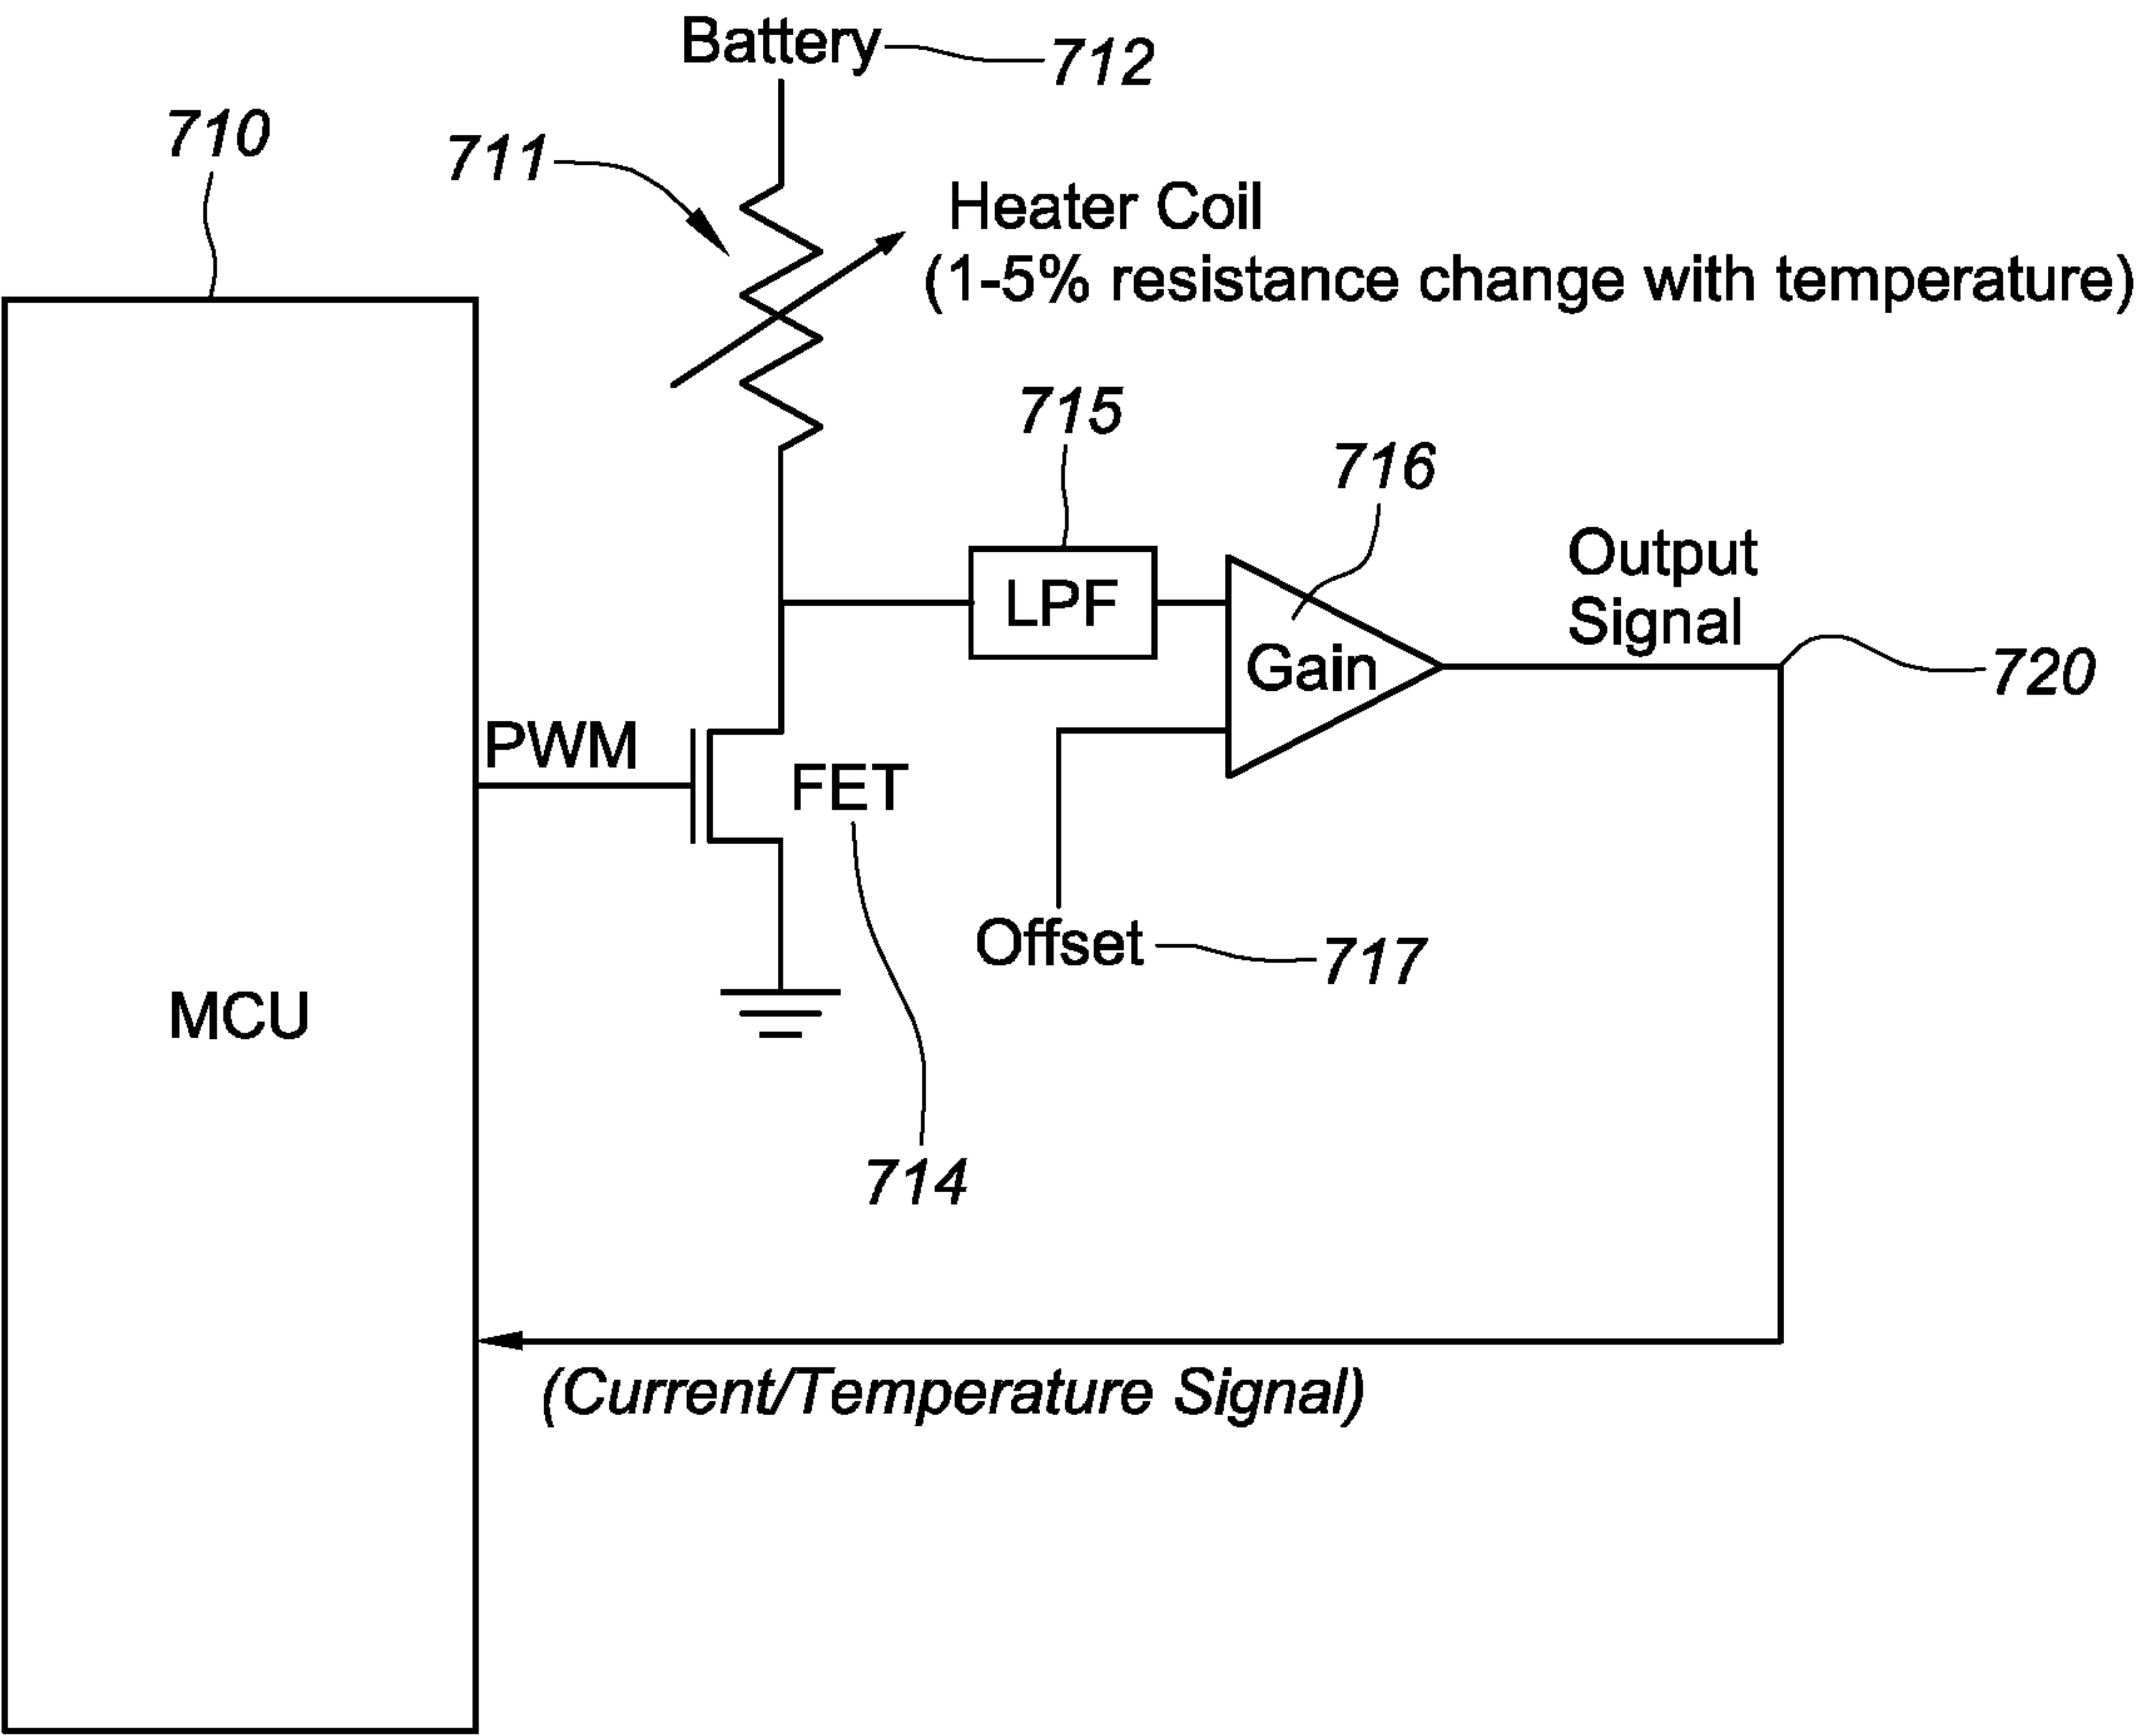 Battery 712
710
711
Heater Coil
(1-5% resistance change with temperature)
715
716
Output
Signal
LPF
Gain
720
PWM
FET
Offset 717
MCU
714
(Current/Temperature Signal)